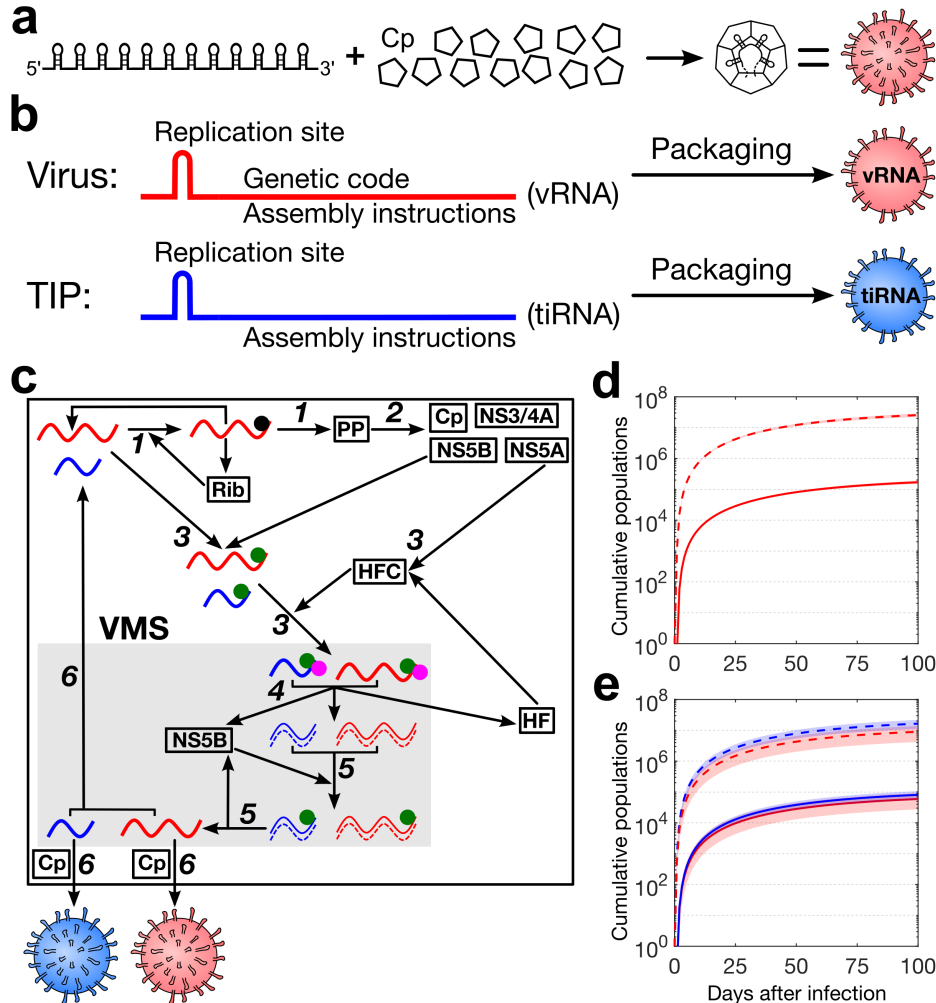 a
5' 3' + Cp =
b
Replication site
Virus: Genetic code (vRNA) Packaging vRNA
Assembly instructions
Replication site
TIP: (tiRNA) Packaging tiRNA
Assembly instructions
c
1 1 PP 2 Cp NS3/4A
NS5B NS5A
Rib
3 3
HFC
3
VMS
6
4
HF
NS5B
5
5
Cp 6 Cp 6
d
Cumulative populations
10^8
10^6
10^4
10^2
10^0
0 25 50 75 100
e
Cumulative populations
10^8
10^6
10^4
10^2
10^0
0 25 50 75 100
Days after infection